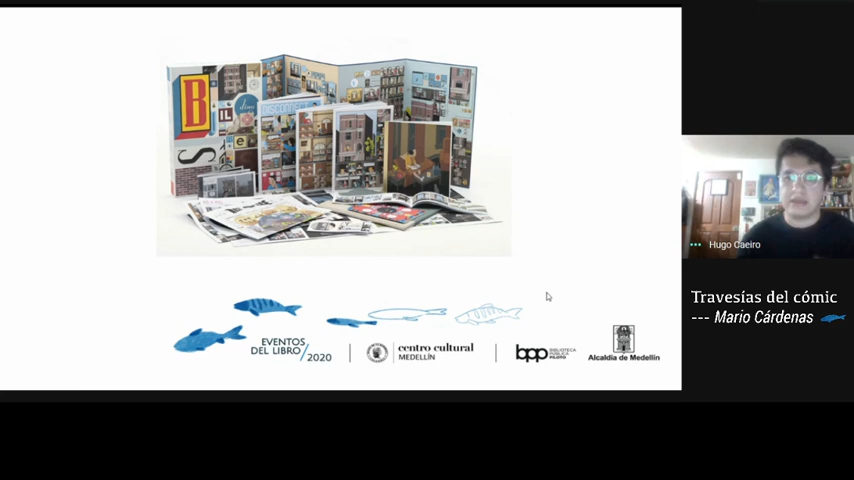 B
Hugo Caeiro
Travesías del cómic
--- Mario Cárdenas
EVENTOS
DEL LIBRO/2020
centro cultural
MEDELLÍN
bpp BIBLIOTECA
PÚBLICA
PILOTO
Alcaldía de Medellín